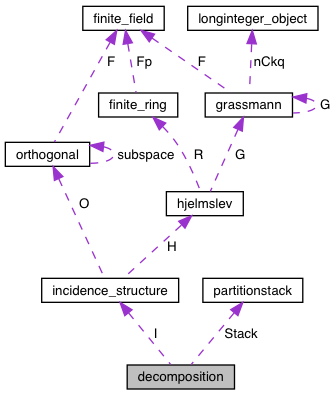 finite_field
longinteger_object
F
Fp
F
nCkq
finite_ring
grassmann
G
orthogonal
subspace
R
G
hjelmslev
O
H
incidence_structure
partitionstack
I
Stack
decomposition